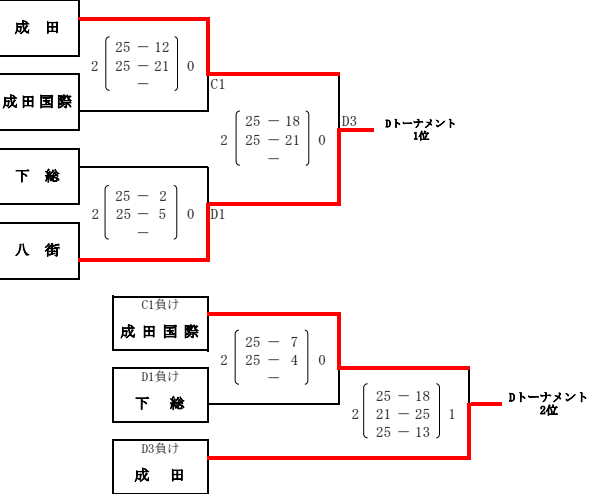 成 田
25 － 12
2 25 － 21 0
－
C1
成田国際
25 － 18
2 25 － 21 0
－
D3
Dトーナメント
1位
下 総
25 － 2
2 25 － 5 0
－
D1
八 街
C1負け
成田国際
25 － 7
2 25 － 4 0
－
D1負け
下 総
25 － 18
2 21 － 25 1
25 － 13
Dトーナメント
2位
D3負け
成 田